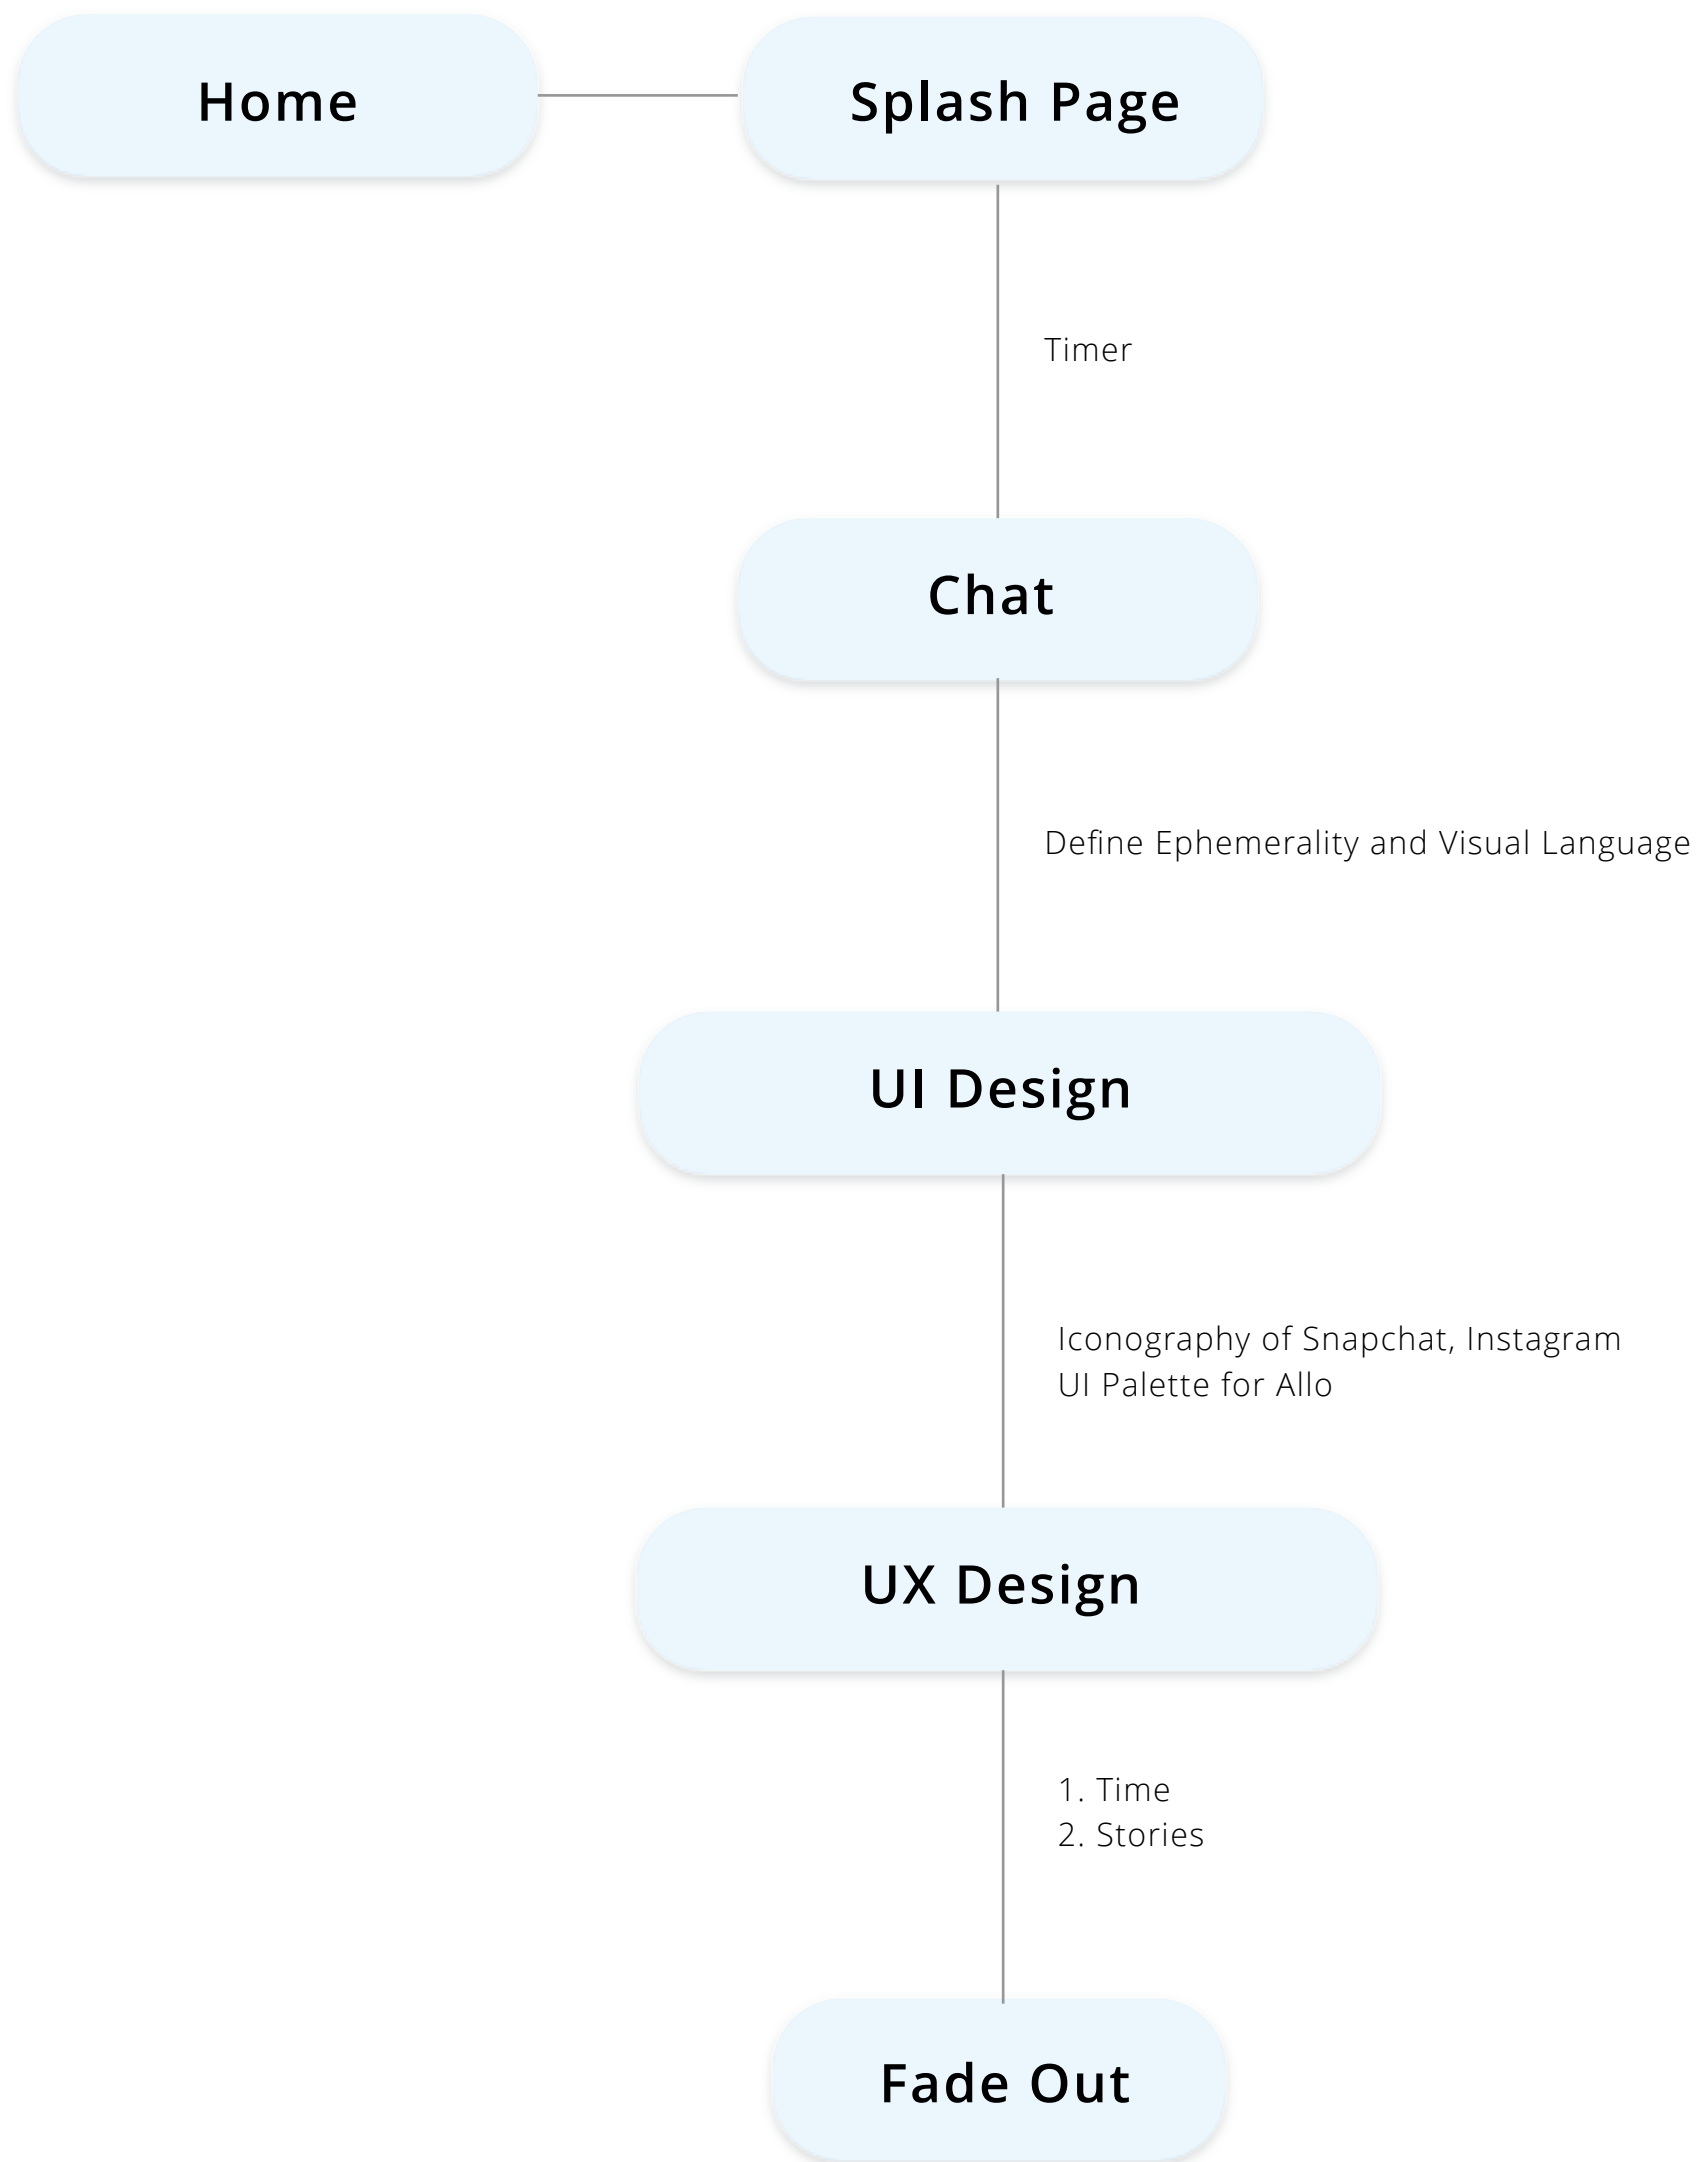 Home
Splash Page
Timer
Chat
Define Ephemerality and Visual Language
UI Design
Iconography of Snapchat, Instagram
UI Palette for Allo
UX Design
1. Time
2. Stories
Fade Out